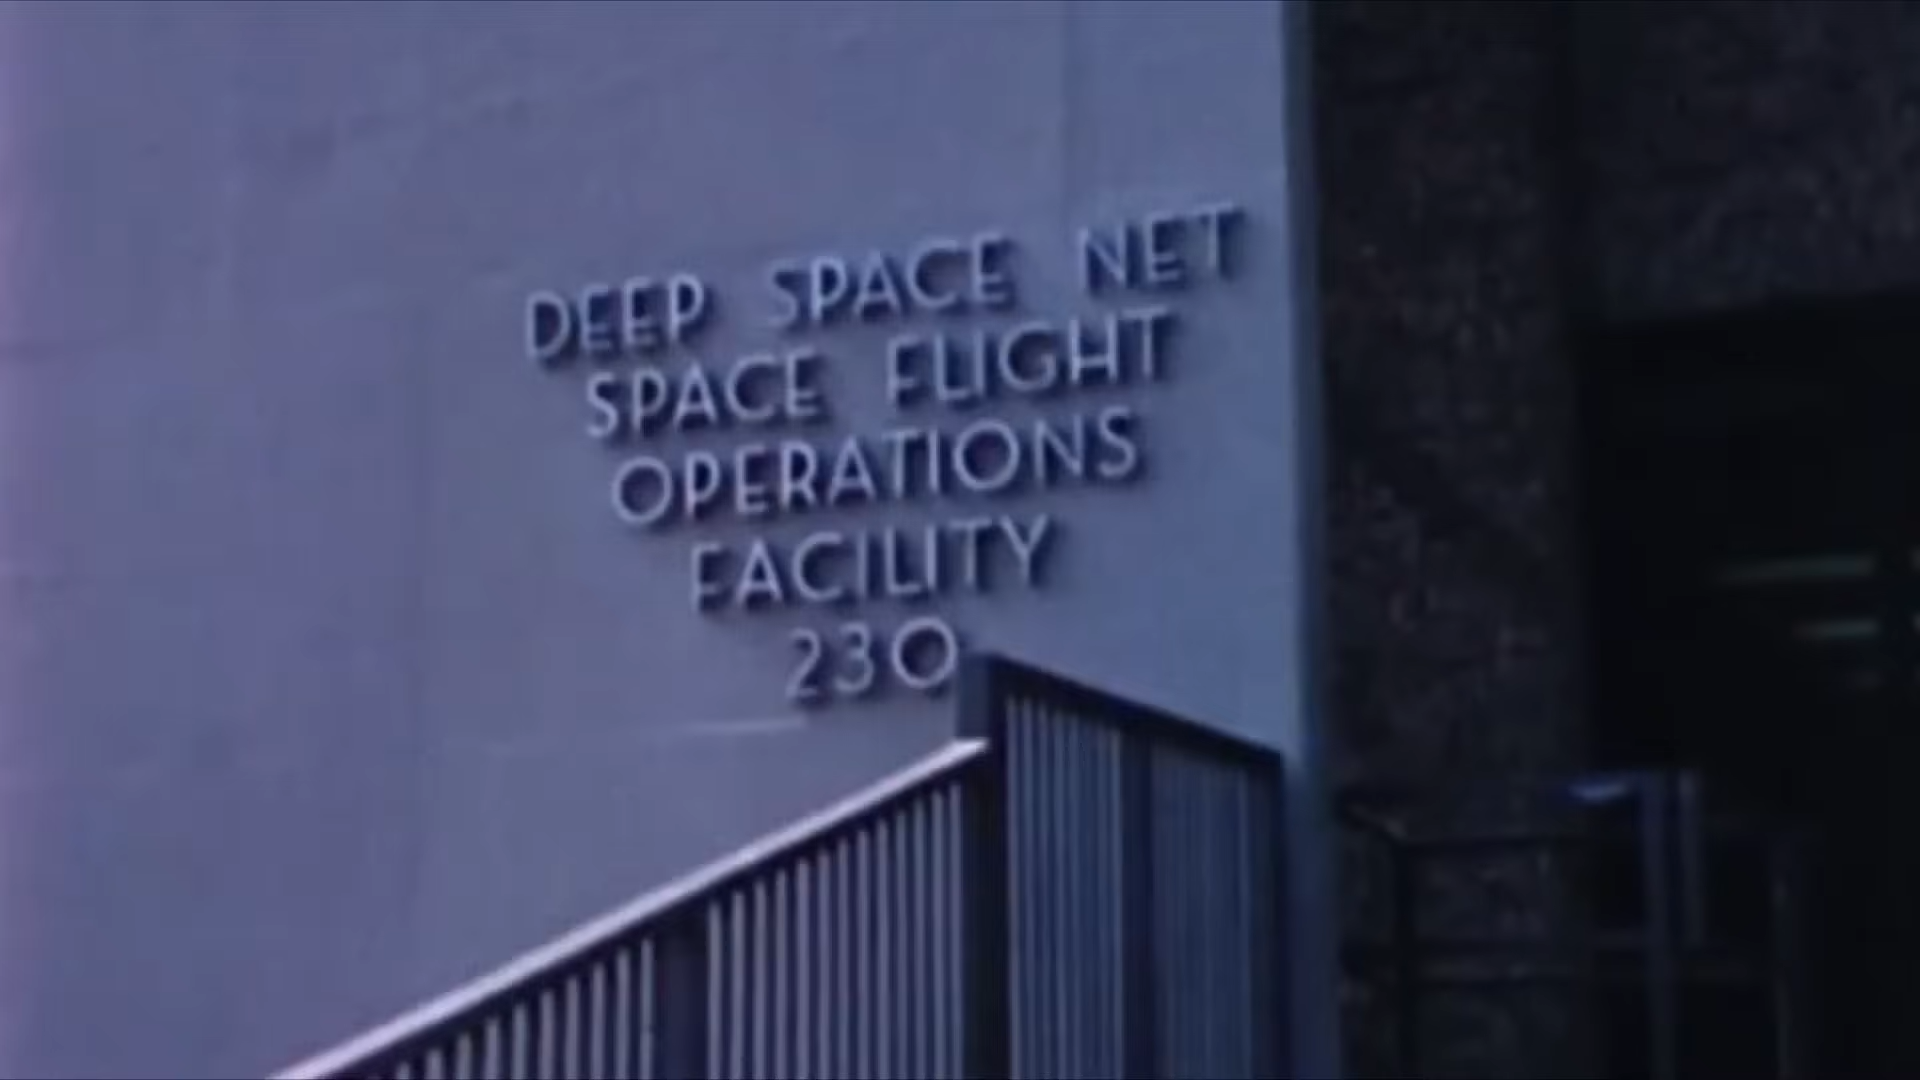 DEEP SPACE NET
SPACE FLIGHT
OPERATIONS
FACILITY
230